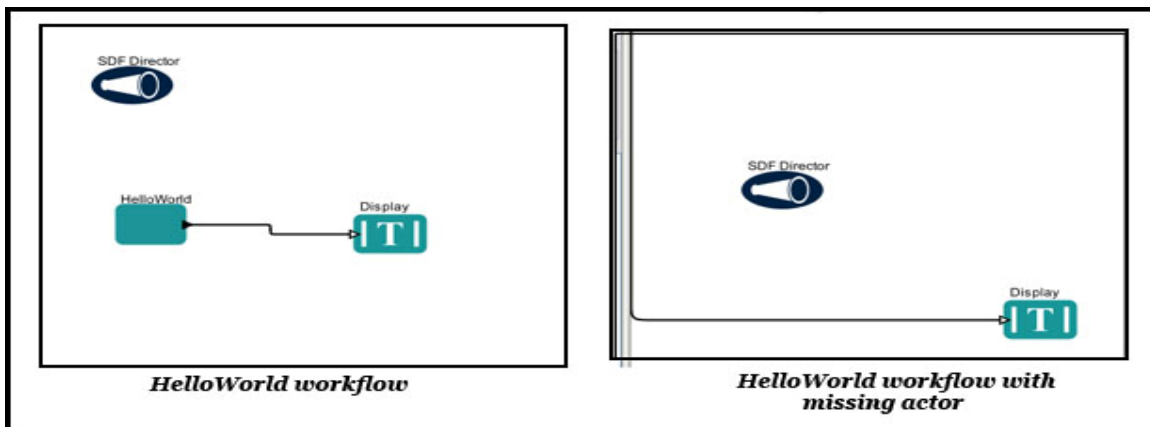 SDF Director
HelloWorld
Display
T
HelloWorld workflow
SDF Director
Display
T
HelloWorld workflow with
missing actor